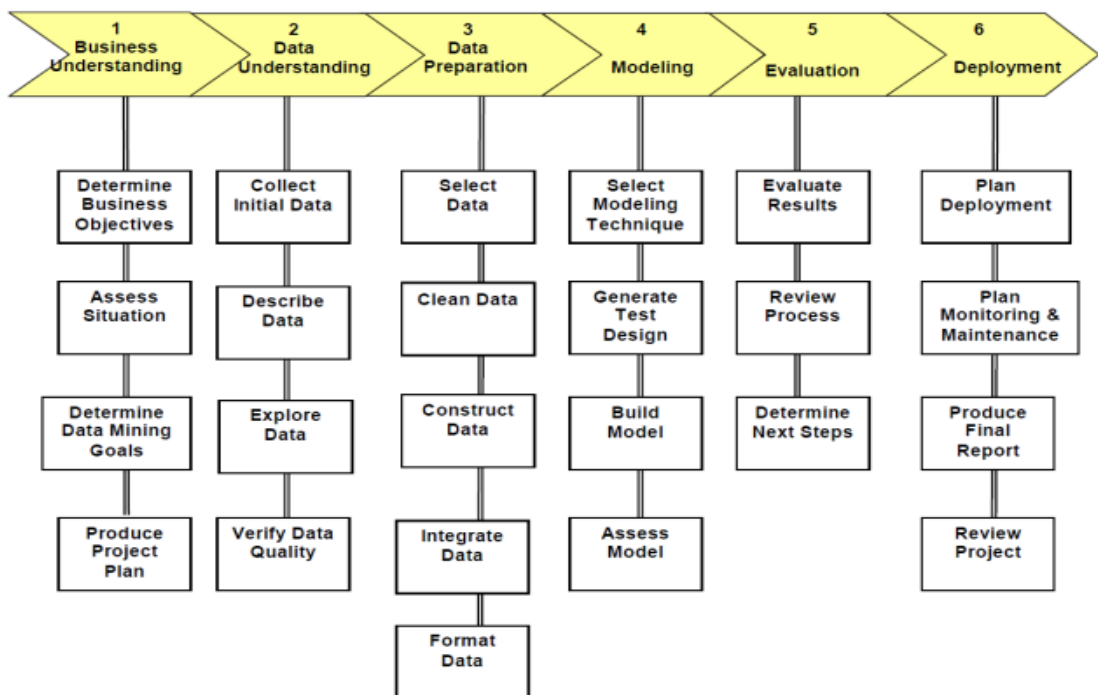 1
Business
Understanding
2
Data
Understanding
3
Data
Preparation
4
Modeling
5
Evaluation
6
Deployment
Determine
Business
Objectives
Assess
Situation
Determine
Data Mining
Goals
Produce
Project
Plan
Collect
Initial Data
Describe
Data
Explore
Data
Verify Data
Quality
Select
Data
Clean Data
Construct
Data
Integrate
Data
Format
Data
Select
Modeling
Technique
Generate
Test
Design
Build
Model
Assess
Model
Evaluate
Results
Review
Process
Determine
Next Steps
Plan
Deployment
Plan
Monitoring &
Maintenance
Produce
Final
Report
Review
Project